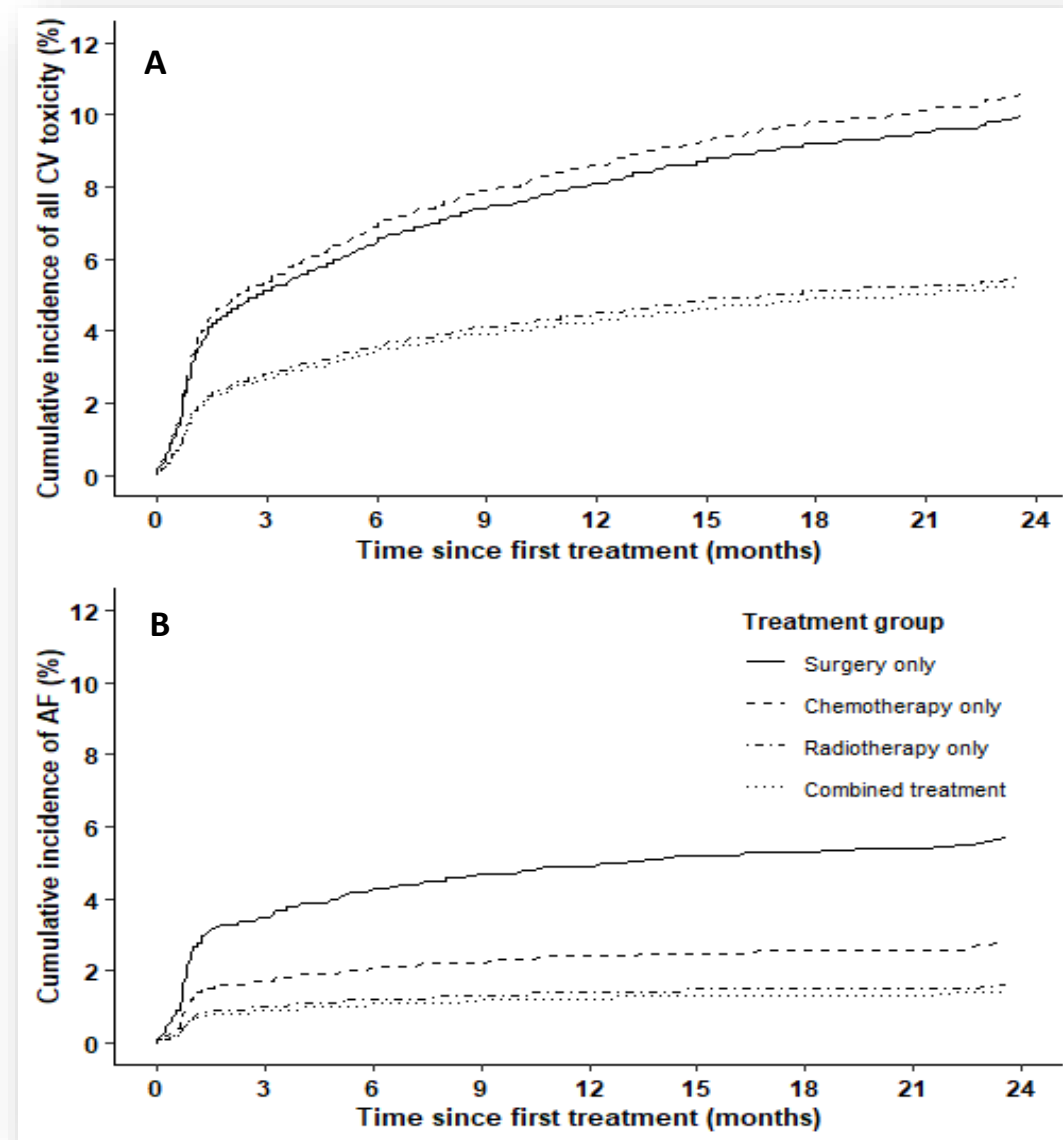 Cumulative incidence of all CV toxicity (%)
A
12
10
8
6
4
2
0
0 3 6 9 12 15 18 21 24
Time since first treatment (months)
Cumulative incidence of AF (%)
B
12
10
8
6
4
2
0
Treatment group
Surgery only
Chemotherapy only
Radiotherapy only
Combined treatment
0 3 6 9 12 15 18 21 24
Time since first treatment (months)